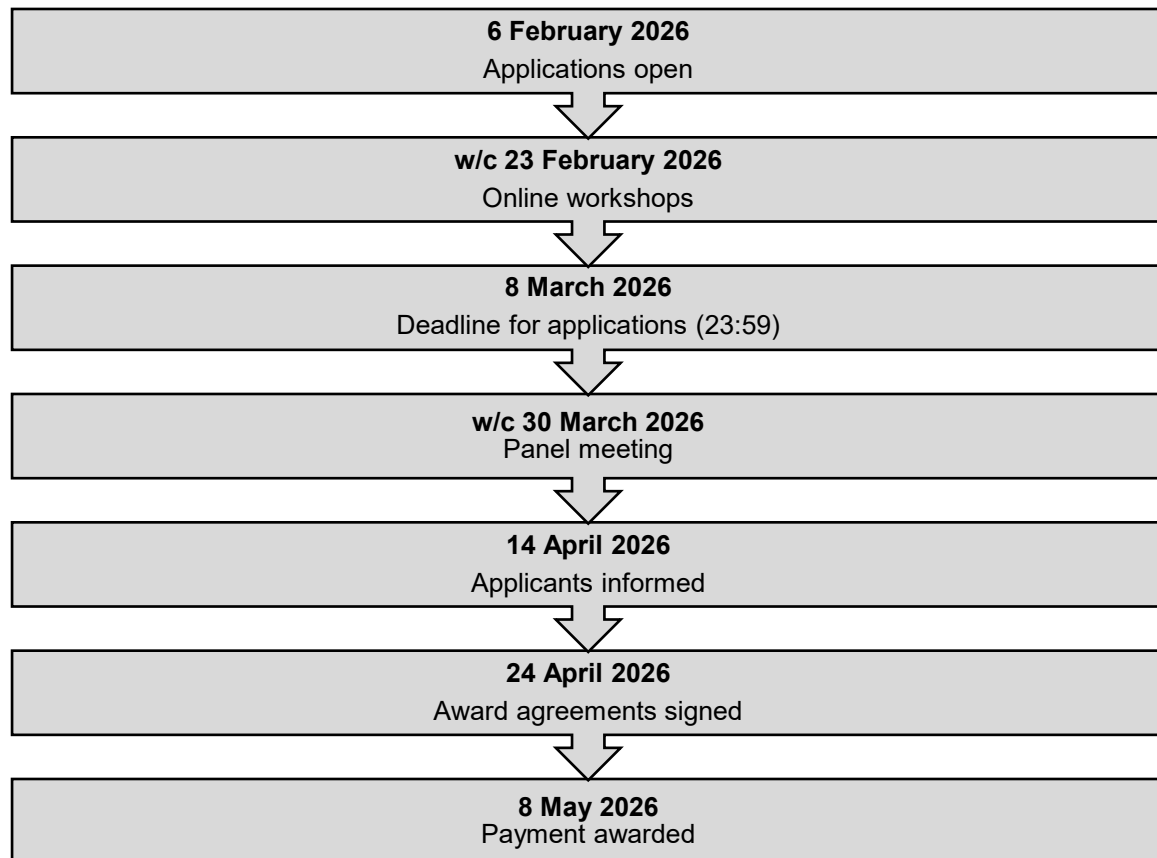 6 February 2026
Applications open
w/c 23 February 2026
Online workshops
8 March 2026
Deadline for applications (23:59)
w/c 30 March 2026
Panel meeting
14 April 2026
Applicants informed
24 April 2026
Award agreements signed
8 May 2026
Payment awarded